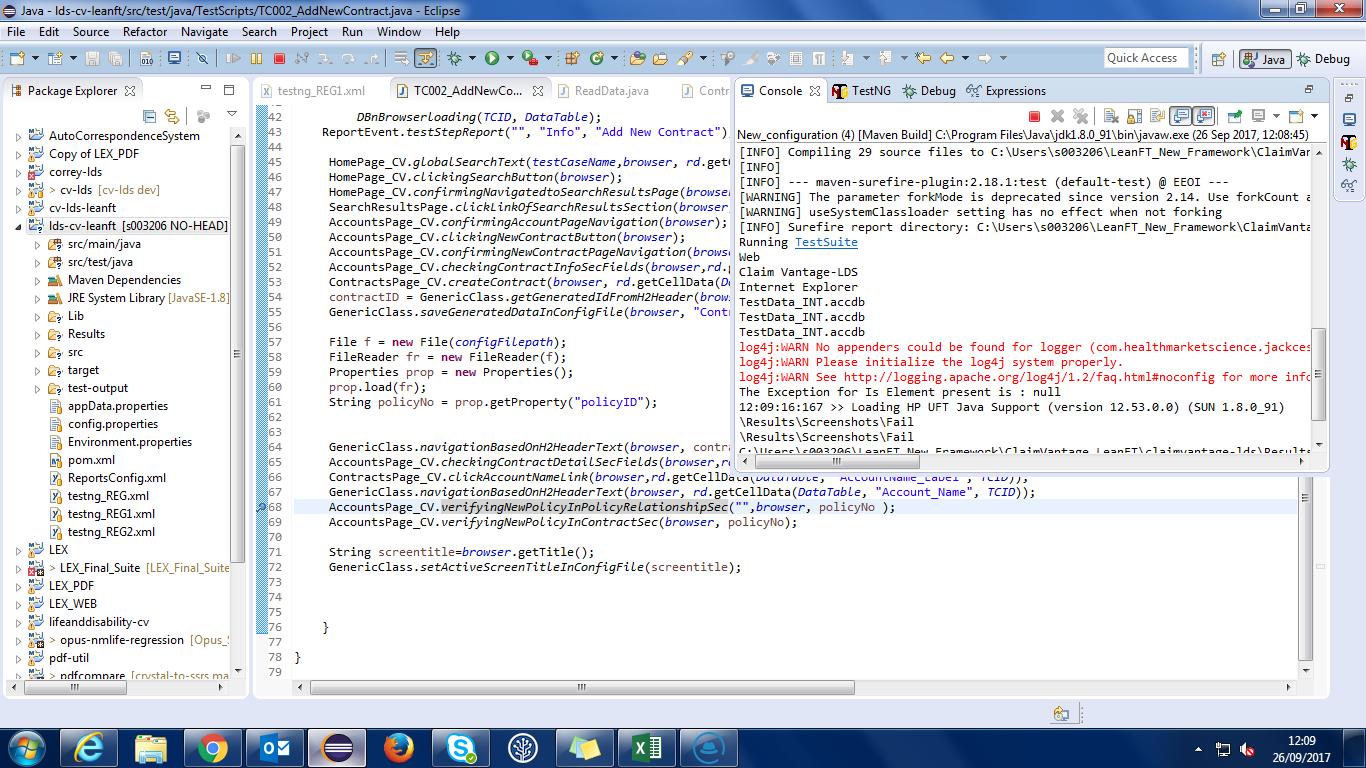 Java - lds-cv-leanft/src/test/java/TestScripts/TC002_AddNewContract.java - Eclipse
File Edit Source Refactor Navigate Search Project Run Window Help
Quick Access Java Debug
Package Explorer
AutoCorrespondenceSystem
Copy of LEX_PDF
correy-lds
> cv-lds [cv-lds dev]
cv-lds-leanft
lds-cv-leanft [s003206 NO-HEAD]
src/main/java
src/test/java
Maven Dependencies
JRE System Library [JavaSE-1.8]
Lib
Results
src
target
test-output
appData.properties
config.properties
Environment.properties
pom.xml
ReportsConfig.xml
testng_REG.xml
testng_REG1.xml
testng_REG2.xml
LEX
> LEX_Final_Suite [LEX_Final_Suite
LEX_PDF
LEX_WEB
lifeanddisability-cv
> opus-nmlife-regression [Opus_S
pdf-util
> pdfcompare [crystal-to-ssrs ma
testng_REG1.xml TC002_AddNewCo... ReadData.java Contr
42 DBnBrowserloading(TCID, DataTable);
43 ReportEvent.testStepReport("", "Info", "Add New Contract")
44
45 HomePage_CV.globalSearchText(testCaseName,browser, rd.getC
46 HomePage_CV.clickingSearchButton(browser);
47 HomePage_CV.confirmingNavigatedtoSearchResultsPage(browser
48 SearchResultsPage.clickLinkOfSearchResultsSection(browser,
49 AccountsPage_CV.confirmingAccountPageNavigation(browser,
50 AccountsPage_CV.clickingNewContractButton(browser);
51 AccountsPage_CV.confirmingNewContractPageNavigation(browse
52 AccountsPage_CV.checkingContractInfoSecFields(browser,rd.g
53 ContractsPage_CV.createContract(browser, rd.getCellData(Da
54 contractID = GenericClass.getGeneratedIdFromH2Header(brow
55 GenericClass.saveGeneratedDataInConfigFile(browser, "Contr
56
57 File f = new File(configFilepath);
58 FileReader fr = new FileReader(f);
59 Properties prop = new Properties();
60 prop.load(fr);
61 String policyNo = prop.getProperty("policyID");
62
63
64 GenericClass.navigationBasedOnH2HeaderText(browser, contra
65 AccountsPage_CV.checkingContractDetailSecFields(browser,rd
66 ContractsPage_CV.clickAccountNameLink(browser,rd.getCellData(DataTable, "AccountName_Label", TCID));
67 GenericClass.navigationBasedOnH2HeaderText(browser, rd.getCellData(DataTable, "Account_Name", TCID));
68 AccountsPage_CV.verifyingNewPolicyInPolicyRelationshipSec("",browser, policyNo );
69 AccountsPage_CV.verifyingNewPolicyInContractSec(browser, policyNo);
70
71 String screentitle=browser.getTitle();
72 GenericClass.setActiveScreenTitleInConfigFile(screentitle);
73
74
75
76 }
77
78 }
79
Console TestNG Debug Expressions
New_configuration (4) [Maven Build] C:\Program Files\Java\jdk1.8.0_91\bin\javaw.exe (26 Sep 2017, 12:08:45)
[INFO] Compiling 29 source files to C:\Users\s003206\LeanFT_New_Framework\ClaimVan
[INFO]
[INFO] --- maven-surefire-plugin:2.18.1:test (default-test) @ EEOI ---
[WARNING] The parameter forkMode is deprecated since version 2.14. Use forkCount a
[WARNING] useSystemClassloader setting has no effect when not forking
[INFO] Surefire report directory: C:\Users\s003206\LeanFT_New_Framework\ClaimVanta
Running TestSuite
Web
Claim Vantage-LDS
Internet Explorer
TestData_INT.accdb
TestData_INT.accdb
TestData_INT.accdb
log4j:WARN No appenders could be found for logger (com.healthmarketscience.jackces
log4j:WARN Please initialize the log4j system properly.
log4j:WARN See http://logging.apache.org/log4j/1.2/faq.html#noconfig for more info
The Exception for Is Element present is : null
12:09:16:167 >> Loading HP UFT Java Support (version 12.53.0.0) (SUN 1.8.0_91)
\Results\Screenshots\Fail
\Results\Screenshots\Fail
C:\Users\s003206\LeanFT_New_Framework\ClaimVantage_LeanFT\claimvantage-lds\Results
12:09
26/09/2017